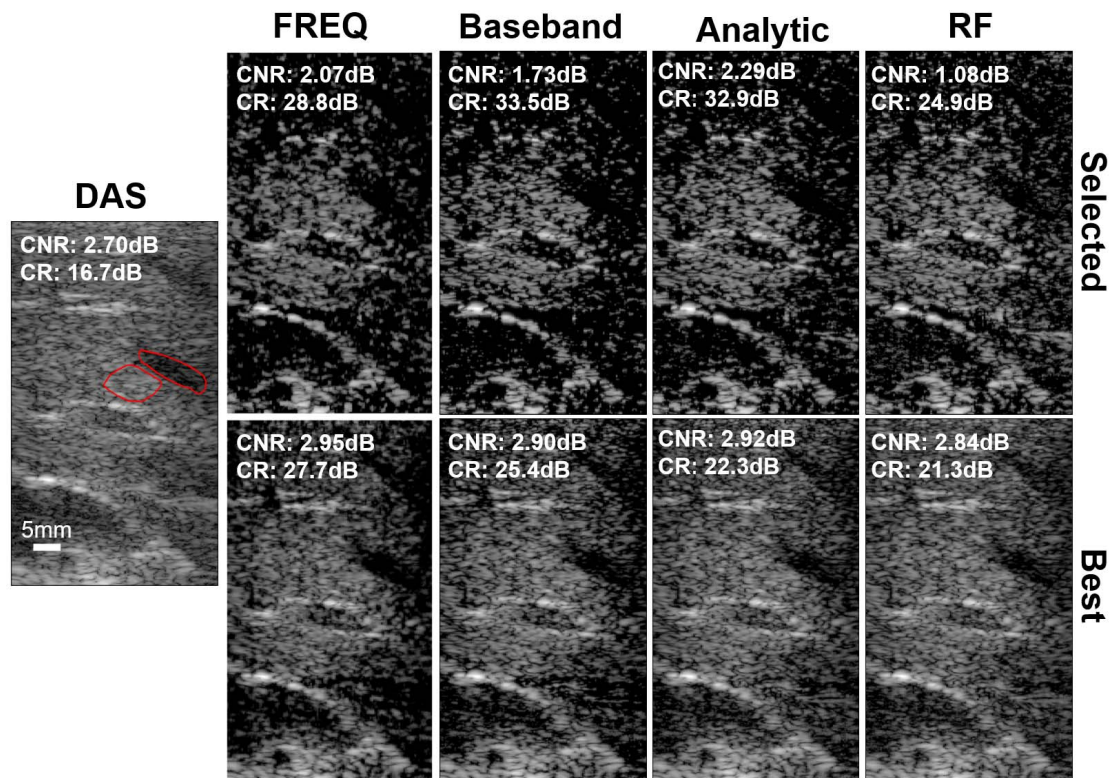 FREQ
Baseband
Analytic
RF
CNR: 2.07dB
CR: 28.8dB
CNR: 1.73dB
CR: 33.5dB
CNR: 2.29dB
CR: 32.9dB
CNR: 1.08dB
CR: 24.9dB
Selected
DAS
CNR: 2.70dB
CR: 16.7dB
5mm
CNR: 2.95dB
CR: 27.7dB
CNR: 2.90dB
CR: 25.4dB
CNR: 2.92dB
CR: 22.3dB
CNR: 2.84dB
CR: 21.3dB
Best